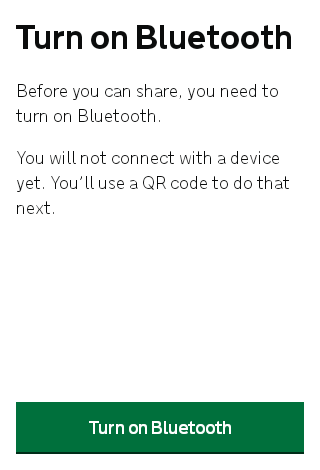 Turn on Bluetooth
Before you can share, you need to
turn on Bluetooth.
You will not connect with a device
yet. You’ll use a QR code to do that
next.
Turn on Bluetooth